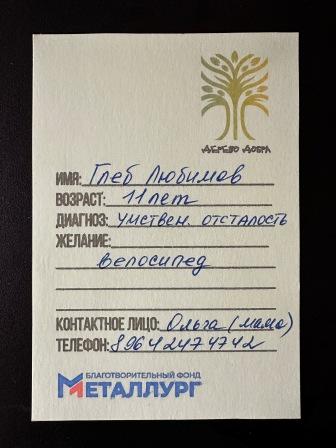 ДЕРЕВО ДОБРА
ИМЯ: Глеб Любимов
ВОЗРАСТ: 11 лет
ДИАГНОЗ: умствен. отсталость
ЖЕЛАНИЕ:
велосипед
КОНТАКТНОЕ ЛИЦО: Ольга (мама)
ТЕЛЕФОН: 89642474742
БЛАГОТВОРИТЕЛЬНЫЙ ФОНД
МЕТАЛЛУРГ